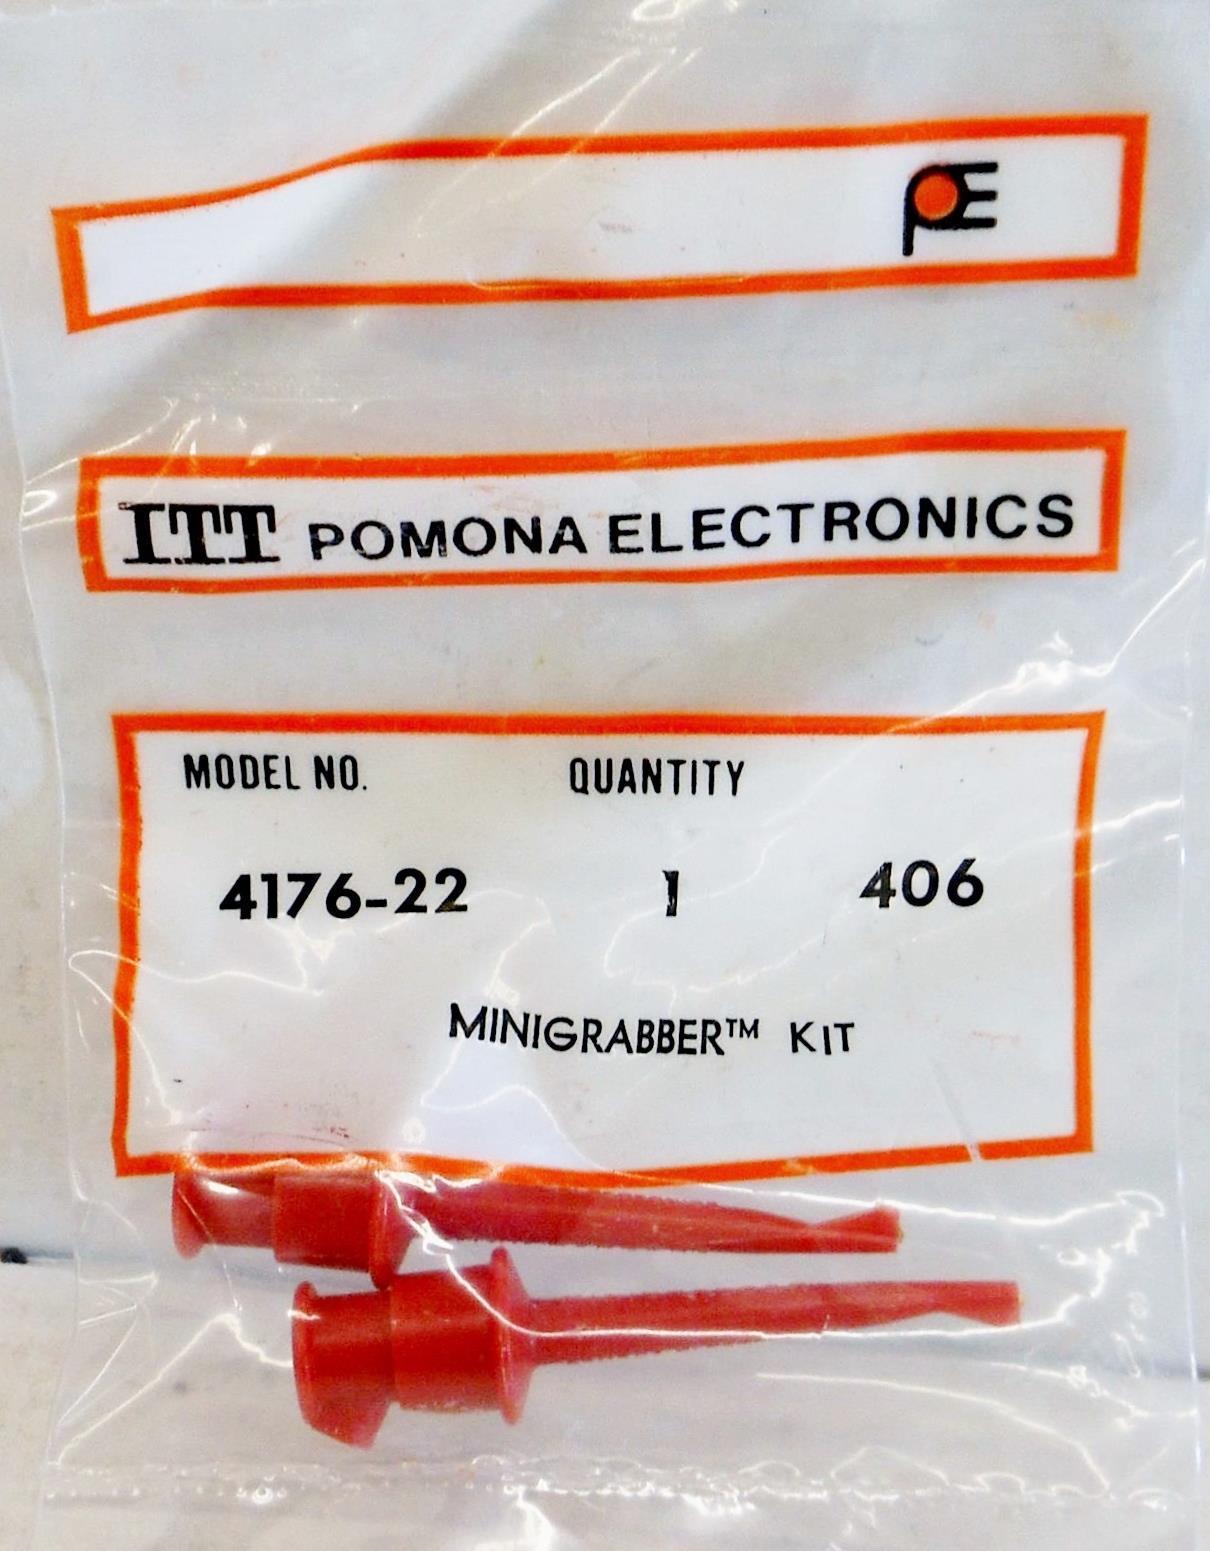 PE
ITT POMONA ELECTRONICS
MODEL NO. QUANTITY
4176-22 1 406
MINIGRABBER™ KIT